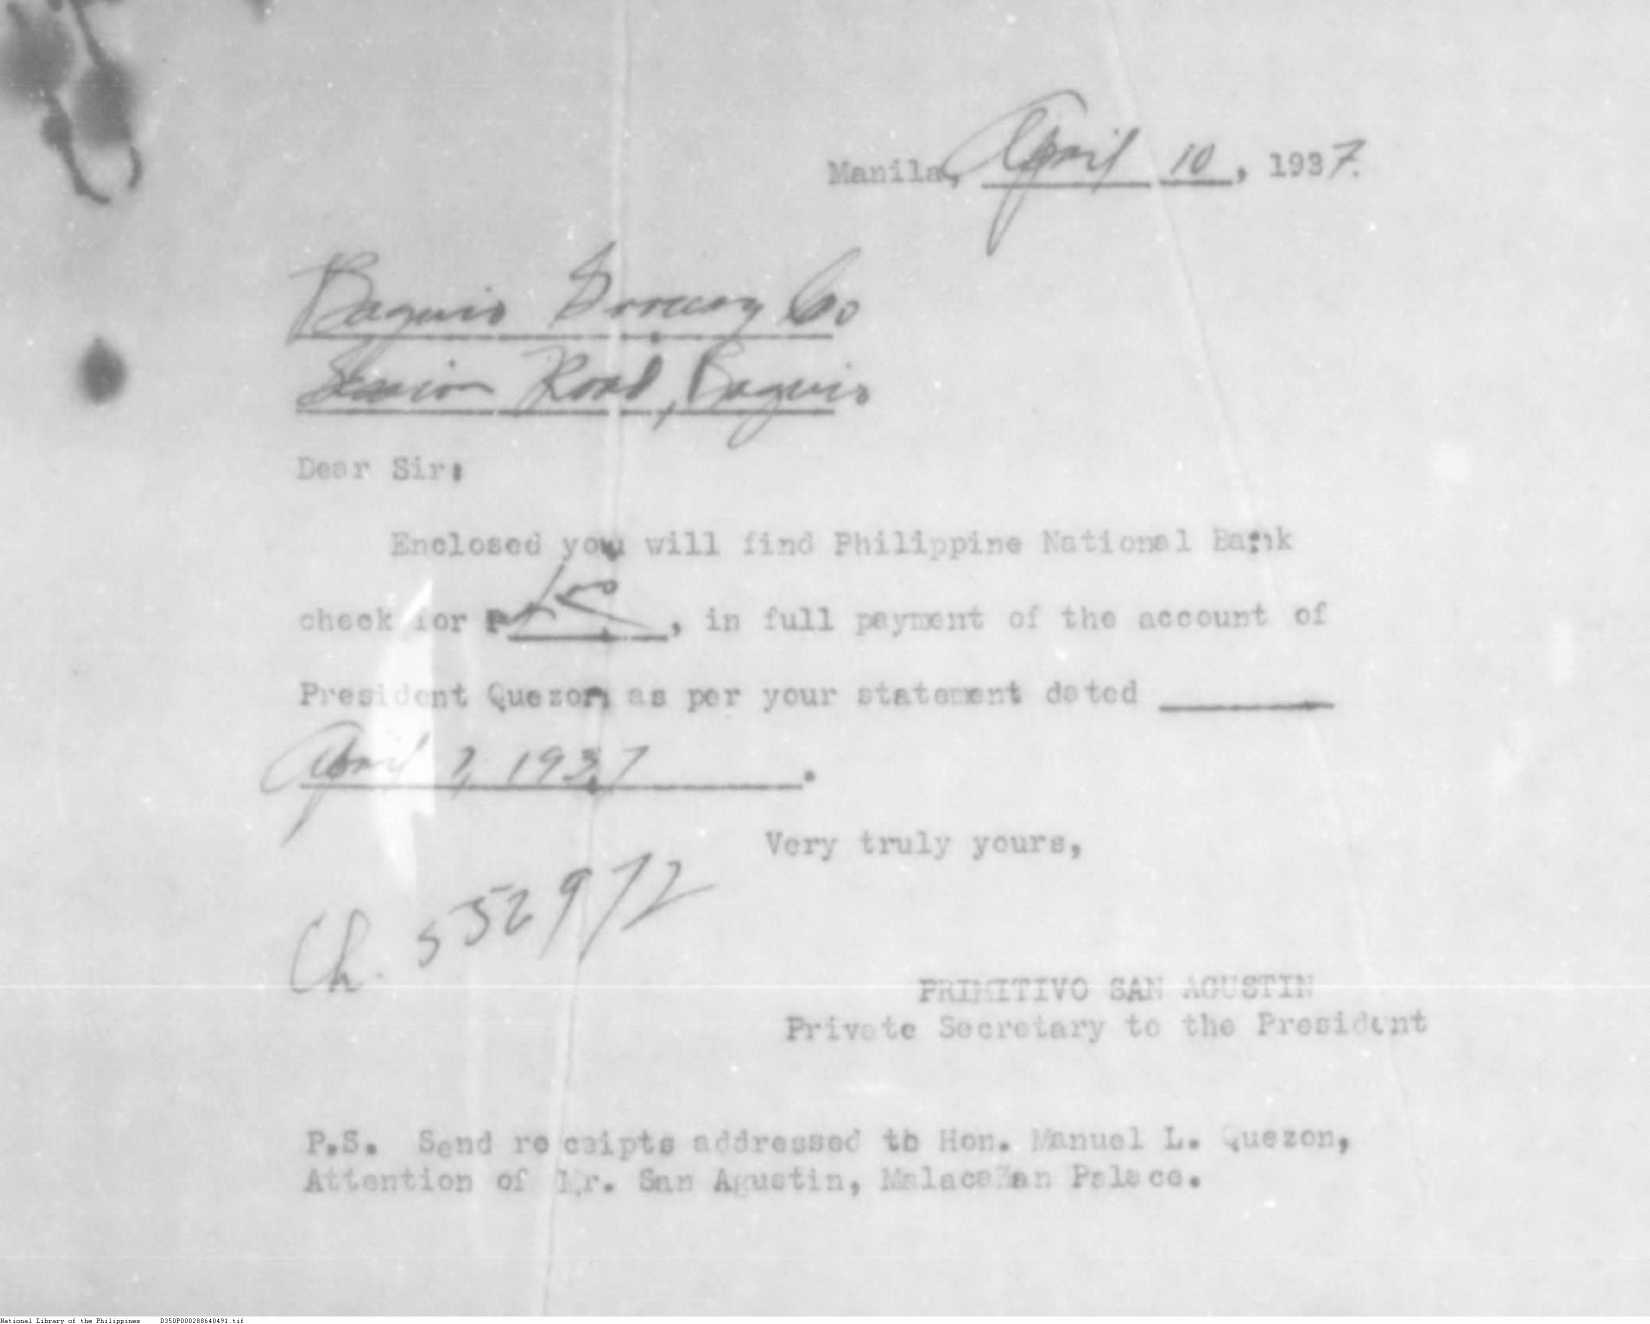 Manila, April 10, 1937.
Baguio Grocery Co
Session Road, Baguio
Dear Sir:
Enclosed you will find Philippine National Bank
check for ₱, in full payment of the account of
President Quezon as per your statement dated
April 7, 1937.
Very truly yours,
Ch. 552972
PRIMITIVO SAN AGUSTIN
Private Secretary to the President
P.S. Send receipts addressed to Hon. Manuel L. Quezon,
Attention of Mr. San Agustin, Malacañan Palace.
National Library of the Philippines D35OP000288640491.tif